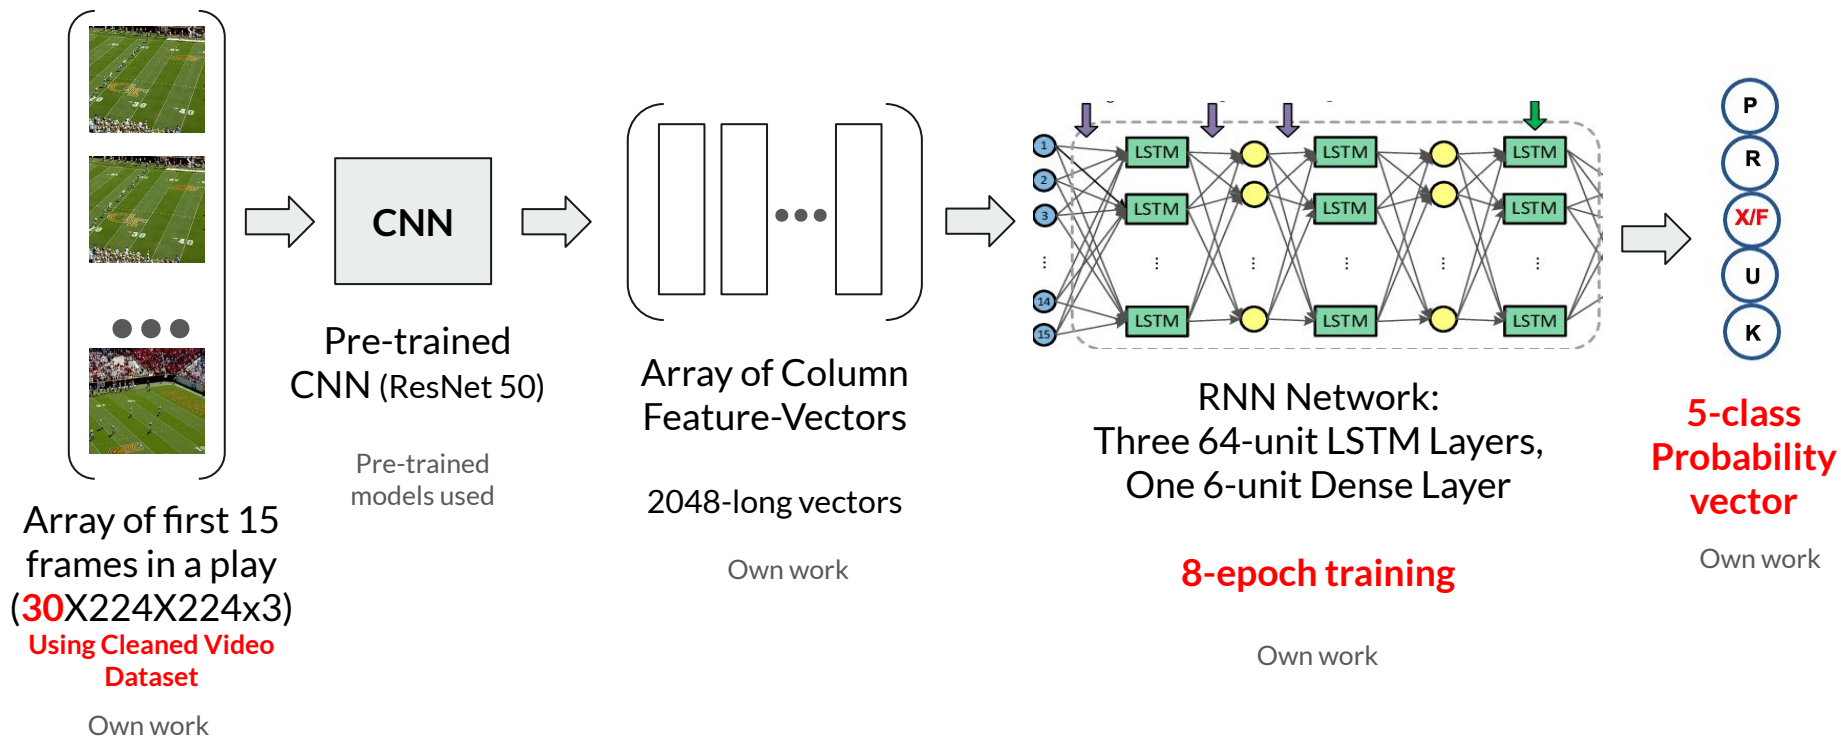 Array of first 15
frames in a play
(30X224X224x3)
Using Cleaned Video
Dataset
Own work
CNN
Pre-trained
CNN (ResNet 50)
Pre-trained
models used
Array of Column
Feature-Vectors
2048-long vectors
Own work
1
2
3
14
15
LSTM
LSTM
LSTM
LSTM
LSTM
LSTM
LSTM
LSTM
LSTM
RNN Network:
Three 64-unit LSTM Layers,
One 6-unit Dense Layer
8-epoch training
Own work
P
R
X/F
U
K
5-class
Probability
vector
Own work